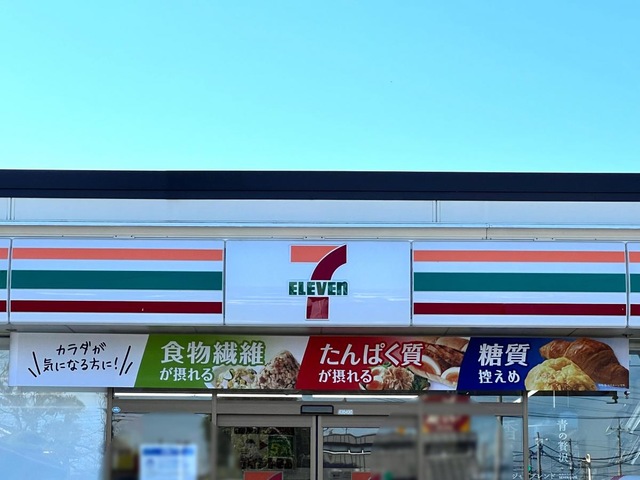 7
ELEVEN
カラダが
気になる方に!
食物繊維
が摂れる
たんぱく質
が摂れる
糖質
控えめ